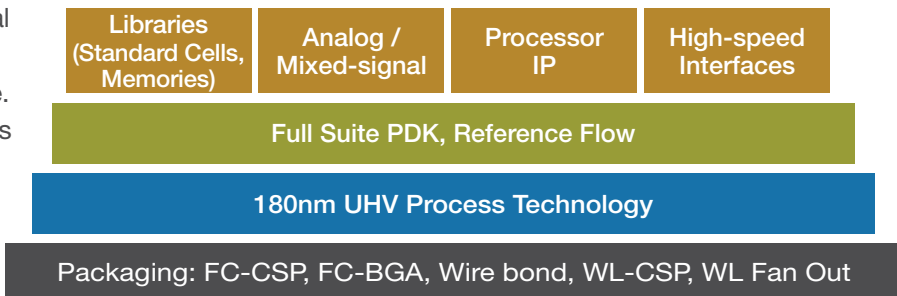 al
e.
s
Libraries
(Standard Cells,
Memories)
Analog /
Mixed-signal
Processor
IP
High-speed
Interfaces
Full Suite PDK, Reference Flow
180nm UHV Process Technology
Packaging: FC-CSP, FC-BGA, Wire bond, WL-CSP, WL Fan Out